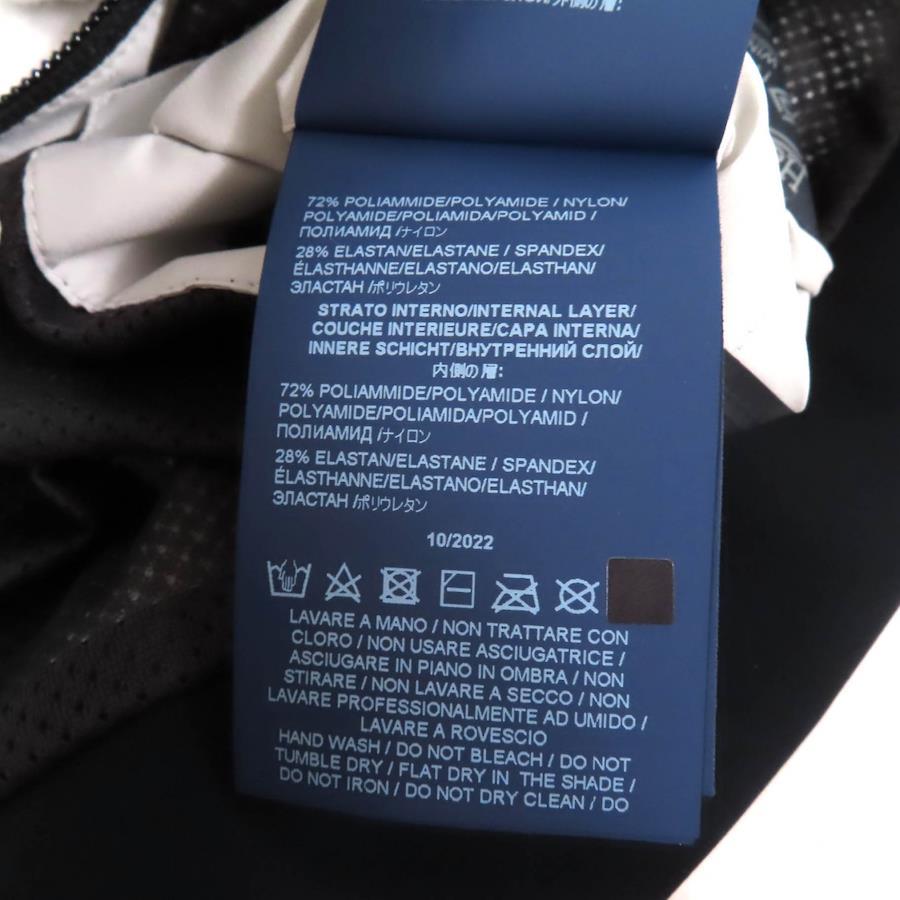 外側の層:
72% POLIAMMIDE/POLYAMIDE / NYLON/
POLYAMIDE/POLIAMIDA/POLYAMID /
ПОЛИАМИД /ナイロン
28% ELASTAN/ELASTANE / SPANDEX/
ÉLASTHANNE/ELASTANO/ELASTHAN/
ЭЛАСТАН /ポリウレタン
STRATO INTERNO/INTERNAL LAYER/
COUCHE INTERIEURE/CAPA INTERNA/
INNERE SCHICHT/ВНУТРЕННИЙ СЛОЙ/
内側の層:
72% POLIAMMIDE/POLYAMIDE / NYLON/
POLYAMIDE/POLIAMIDA/POLYAMID /
ПОЛИАМИД /ナイロン
28% ELASTAN/ELASTANE / SPANDEX/
ÉLASTHANNE/ELASTANO/ELASTHAN/
ЭЛАСТАН /ポリウレタン
10/2022
LAVARE A MANO / NON TRATTARE CON
CLORO / NON USARE ASCIUGATRICE /
ASCIUGARE IN PIANO IN OMBRA / NON
STIRARE / NON LAVARE A SECCO / NON
LAVARE PROFESSIONALMENTE AD UMIDO /
LAVARE A ROVESCIO
HAND WASH / DO NOT BLEACH / DO NOT
TUMBLE DRY / FLAT DRY IN THE SHADE /
DO NOT IRON / DO NOT DRY CLEAN / DO